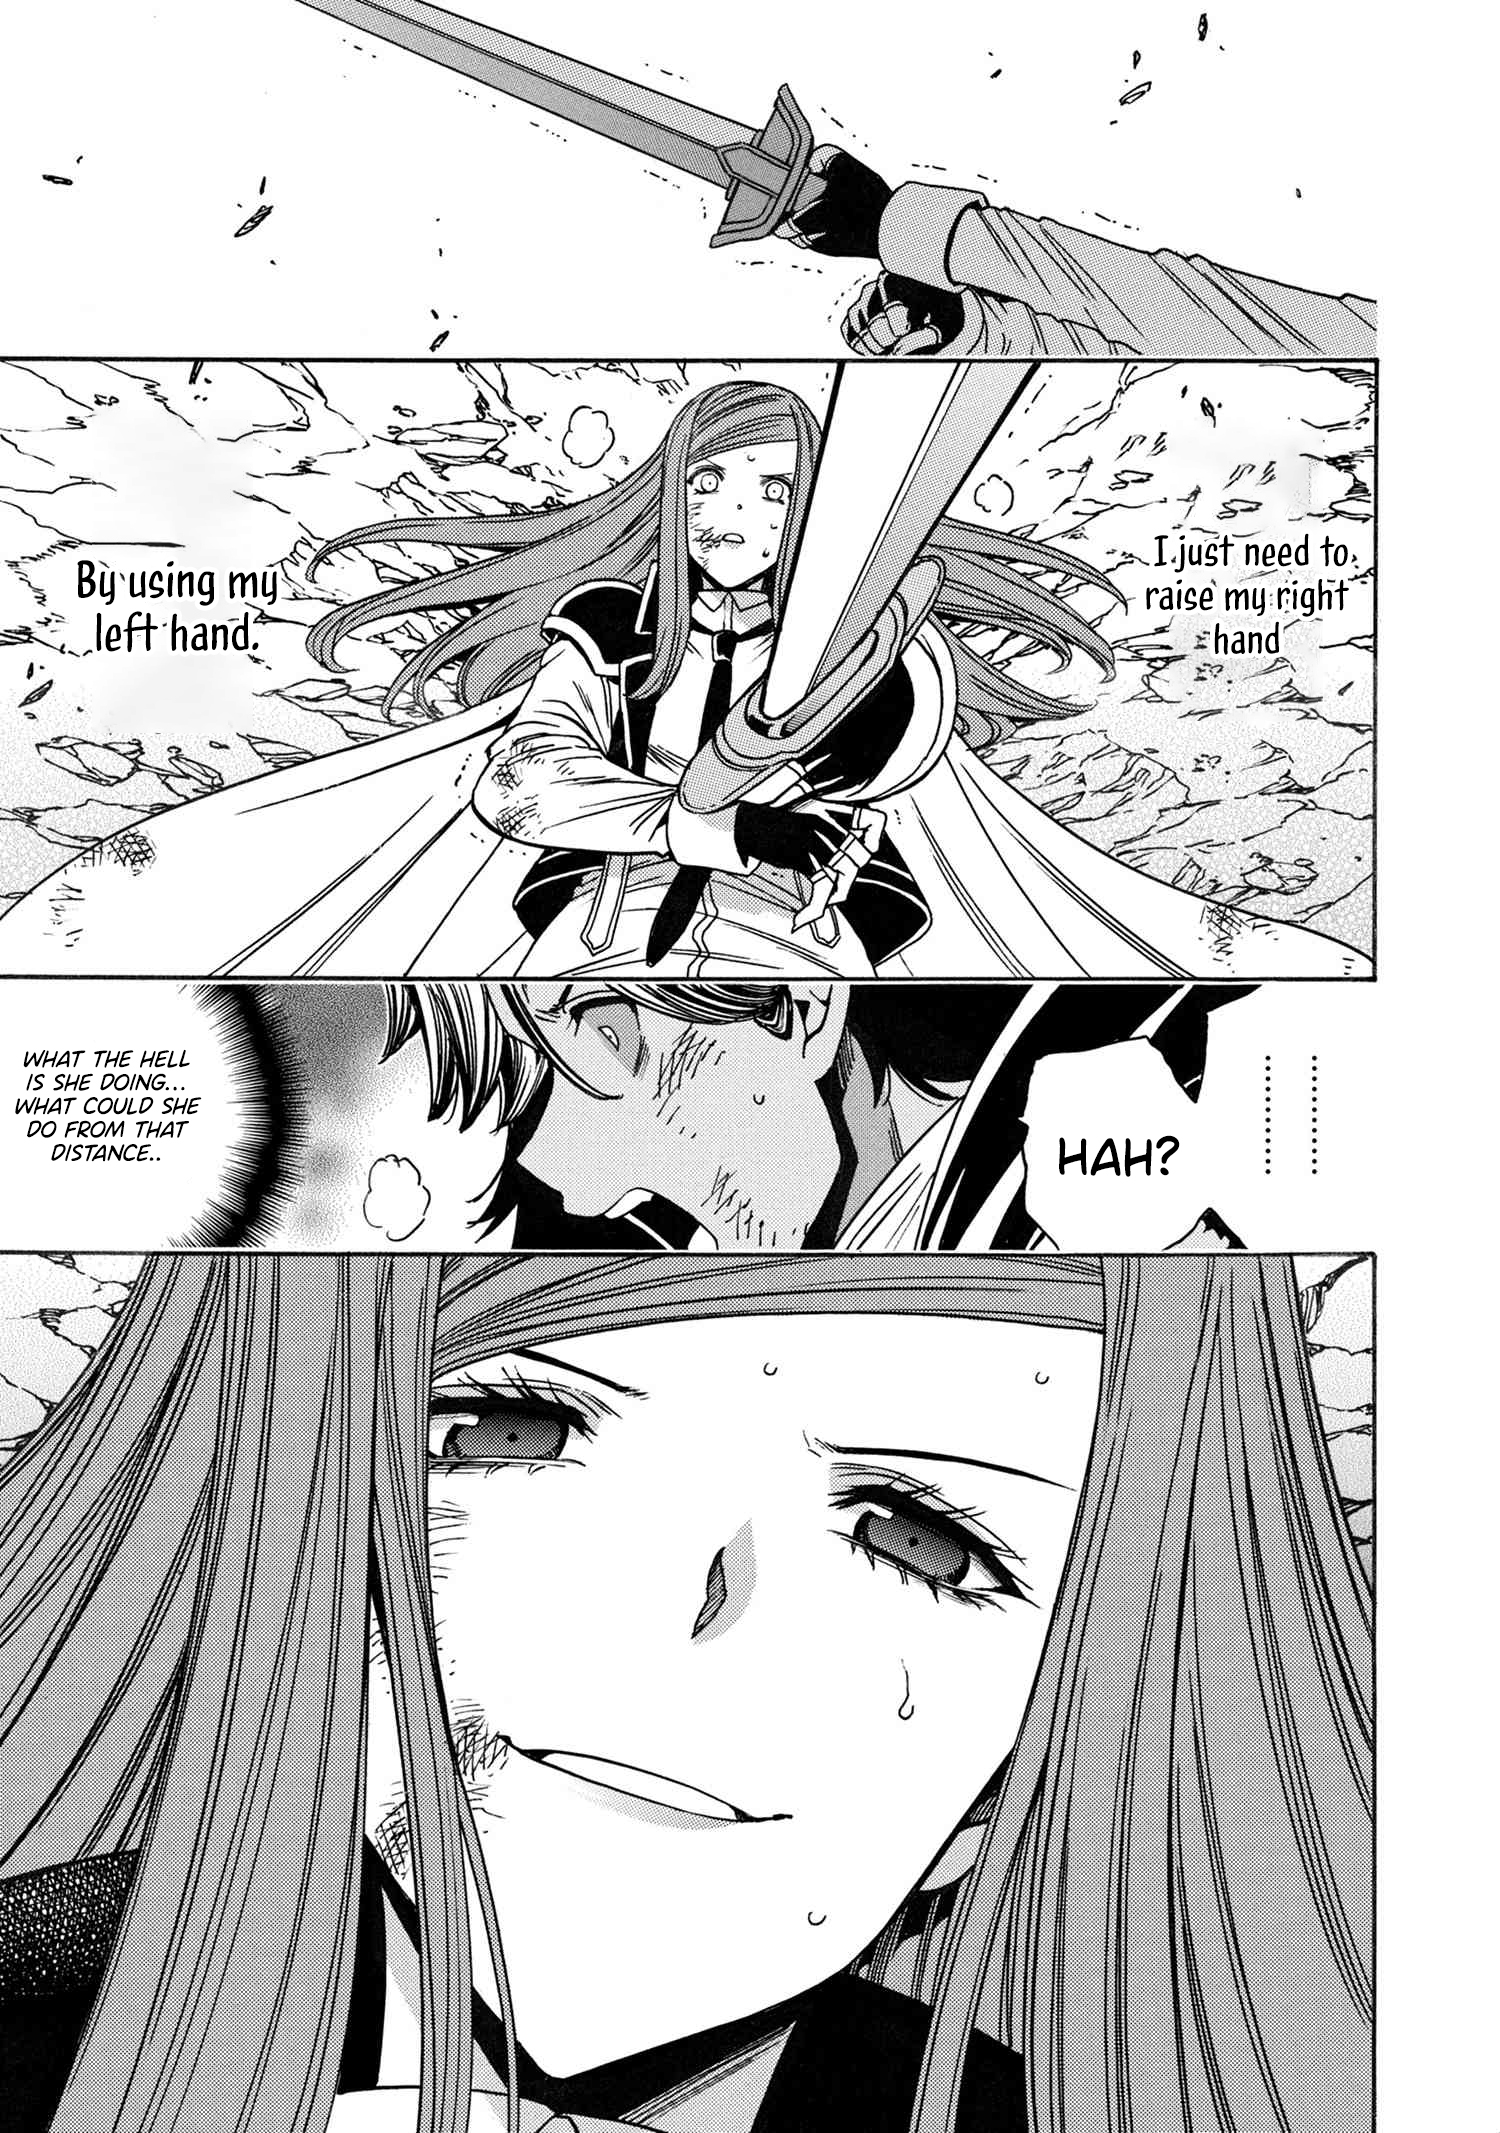 I just need to
raise my right
hand
By using my
left hand.
..........
..........
HAH?
WHAT THE HELL
IS SHE DOING...
WHAT COULD SHE
DO FROM THAT
DISTANCE..